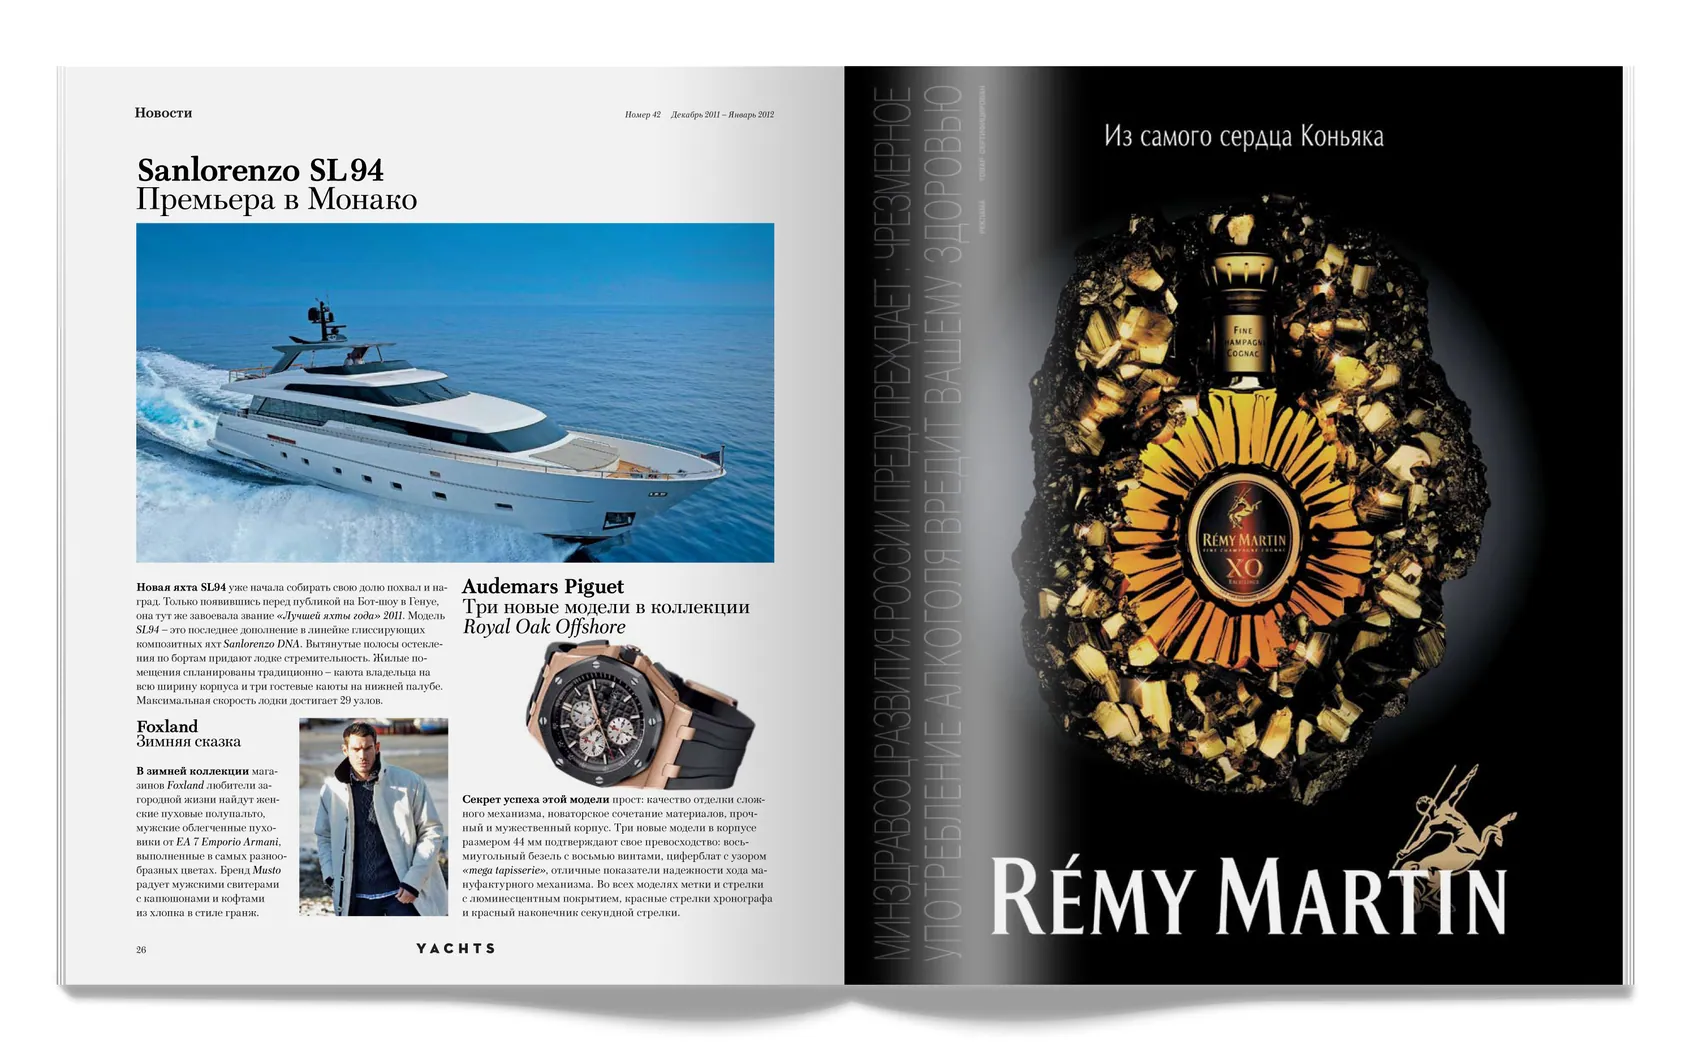 Новости
Номер 42 Декабрь 2011 – Январь 2012
Sanlorenzo SL94
Премьера в Монако
Новая яхта SL94 уже начала собирать свою долю похвал и на-
град. Только появившись перед публикой на Бот-шоу в Генуе,
она тут же завоевала звание «Лучшей яхты года» 2011. Модель
SL94 – это последнее дополнение в линейке глиссирующих
композитных яхт Sanlorenzo DNA. Вытянутые полосы остекле-
ния по бортам придают лодке стремительность. Жилые по-
мещения спланированы традиционно – каюта владельца на
всю ширину корпуса и три гостевые каюты на нижней палубе.
Максимальная скорость лодки достигает 29 узлов.
Foxland
Зимняя сказка
В зимней коллекции мага-
зинов Foxland любители за-
городной жизни найдут жен-
ские пуховые полупальто,
мужские облегченные пухо-
вики от EA 7 Emporio Armani,
выполненные в самых разноо-
бразных цветах. Бренд Musto
радует мужскими свитерами
с капюшонами и кофтами
из хлопка в стиле гранж.
Audemars Piguet
Три новые модели в коллекции
Royal Oak Offshore
Секрет успеха этой модели прост: качество отделки слож-
ного механизма, новаторское сочетание материалов, проч-
ный и мужественный корпус. Три новые модели в корпусе
размером 44 мм подтверждают свое превосходство: вось-
миугольный безель с восьмью винтами, циферблат с узором
«mega tapisserie», отличные показатели надежности хода ма-
нуфактурного механизма. Во всех моделях метки и стрелки
с люминесцентным покрытием, красные стрелки хронографа
и красный наконечник секундной стрелки.
26
YACHTS
МИНЗДРАВСОЦРАЗВИТИЯ РОССИИ ПРЕДУПРЕЖДАЕТ: ЧРЕЗМЕРНОЕ
УПОТРЕБЛЕНИЕ АЛКОГОЛЯ ВРЕДИТ ВАШЕМУ ЗДОРОВЬЮ
Из самого сердца Коньяка
FINE
CHAMPAGNE
COGNAC
RÉMY MARTIN
FINE CHAMPAGNE COGNAC
XO
EXCELLENCE
RÉMY MARTIN